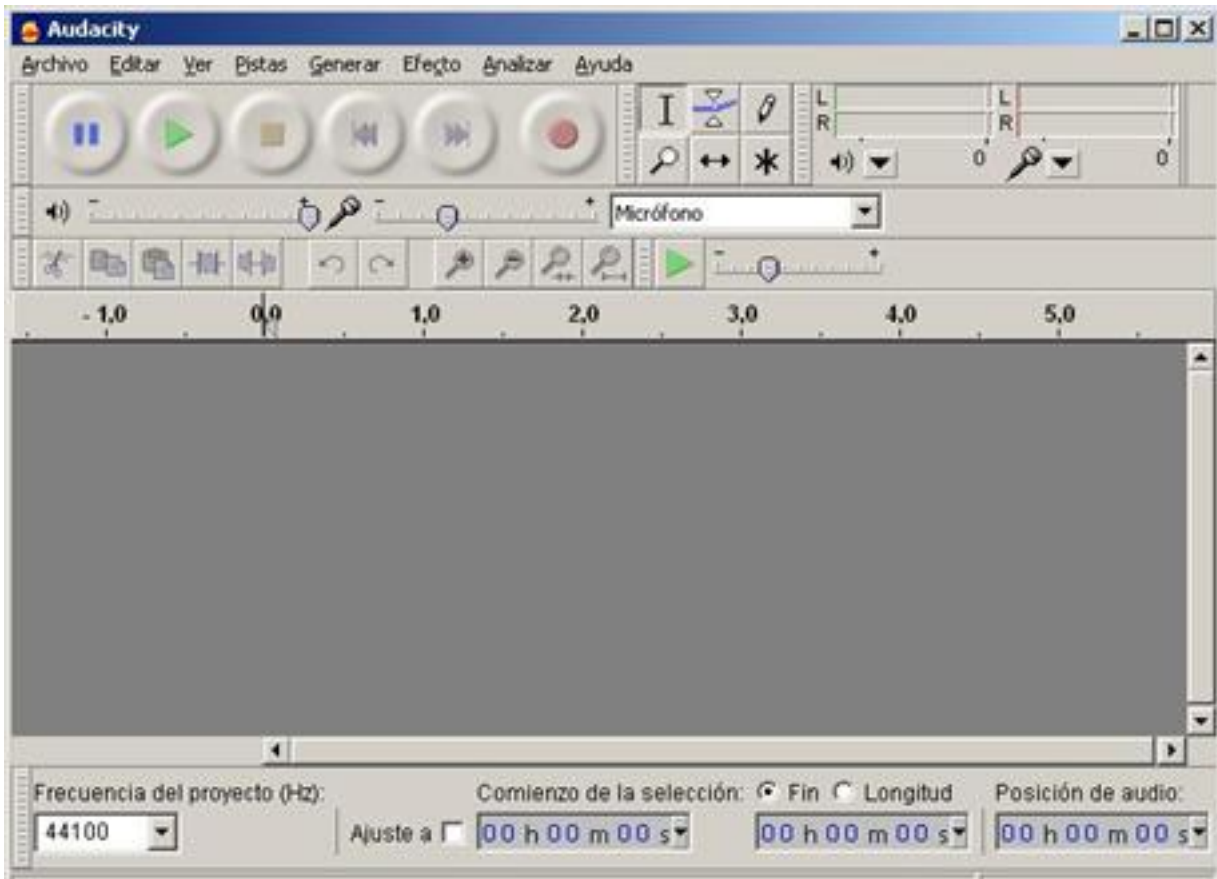 Audacity
Archivo Editar Ver Pistas Generar Efecto Analizar Ayuda
L
R
0
L
R
0
- +
- +
Micrófono
- +
- 1,0 0,0 1,0 2,0 3,0 4,0 5,0
Frecuencia del proyecto (Hz): Comienzo de la selección: Fin Longitud Posición de audio:
44100 Ajuste a 00 h 00 m 00 s 00 h 00 m 00 s 00 h 00 m 00 s